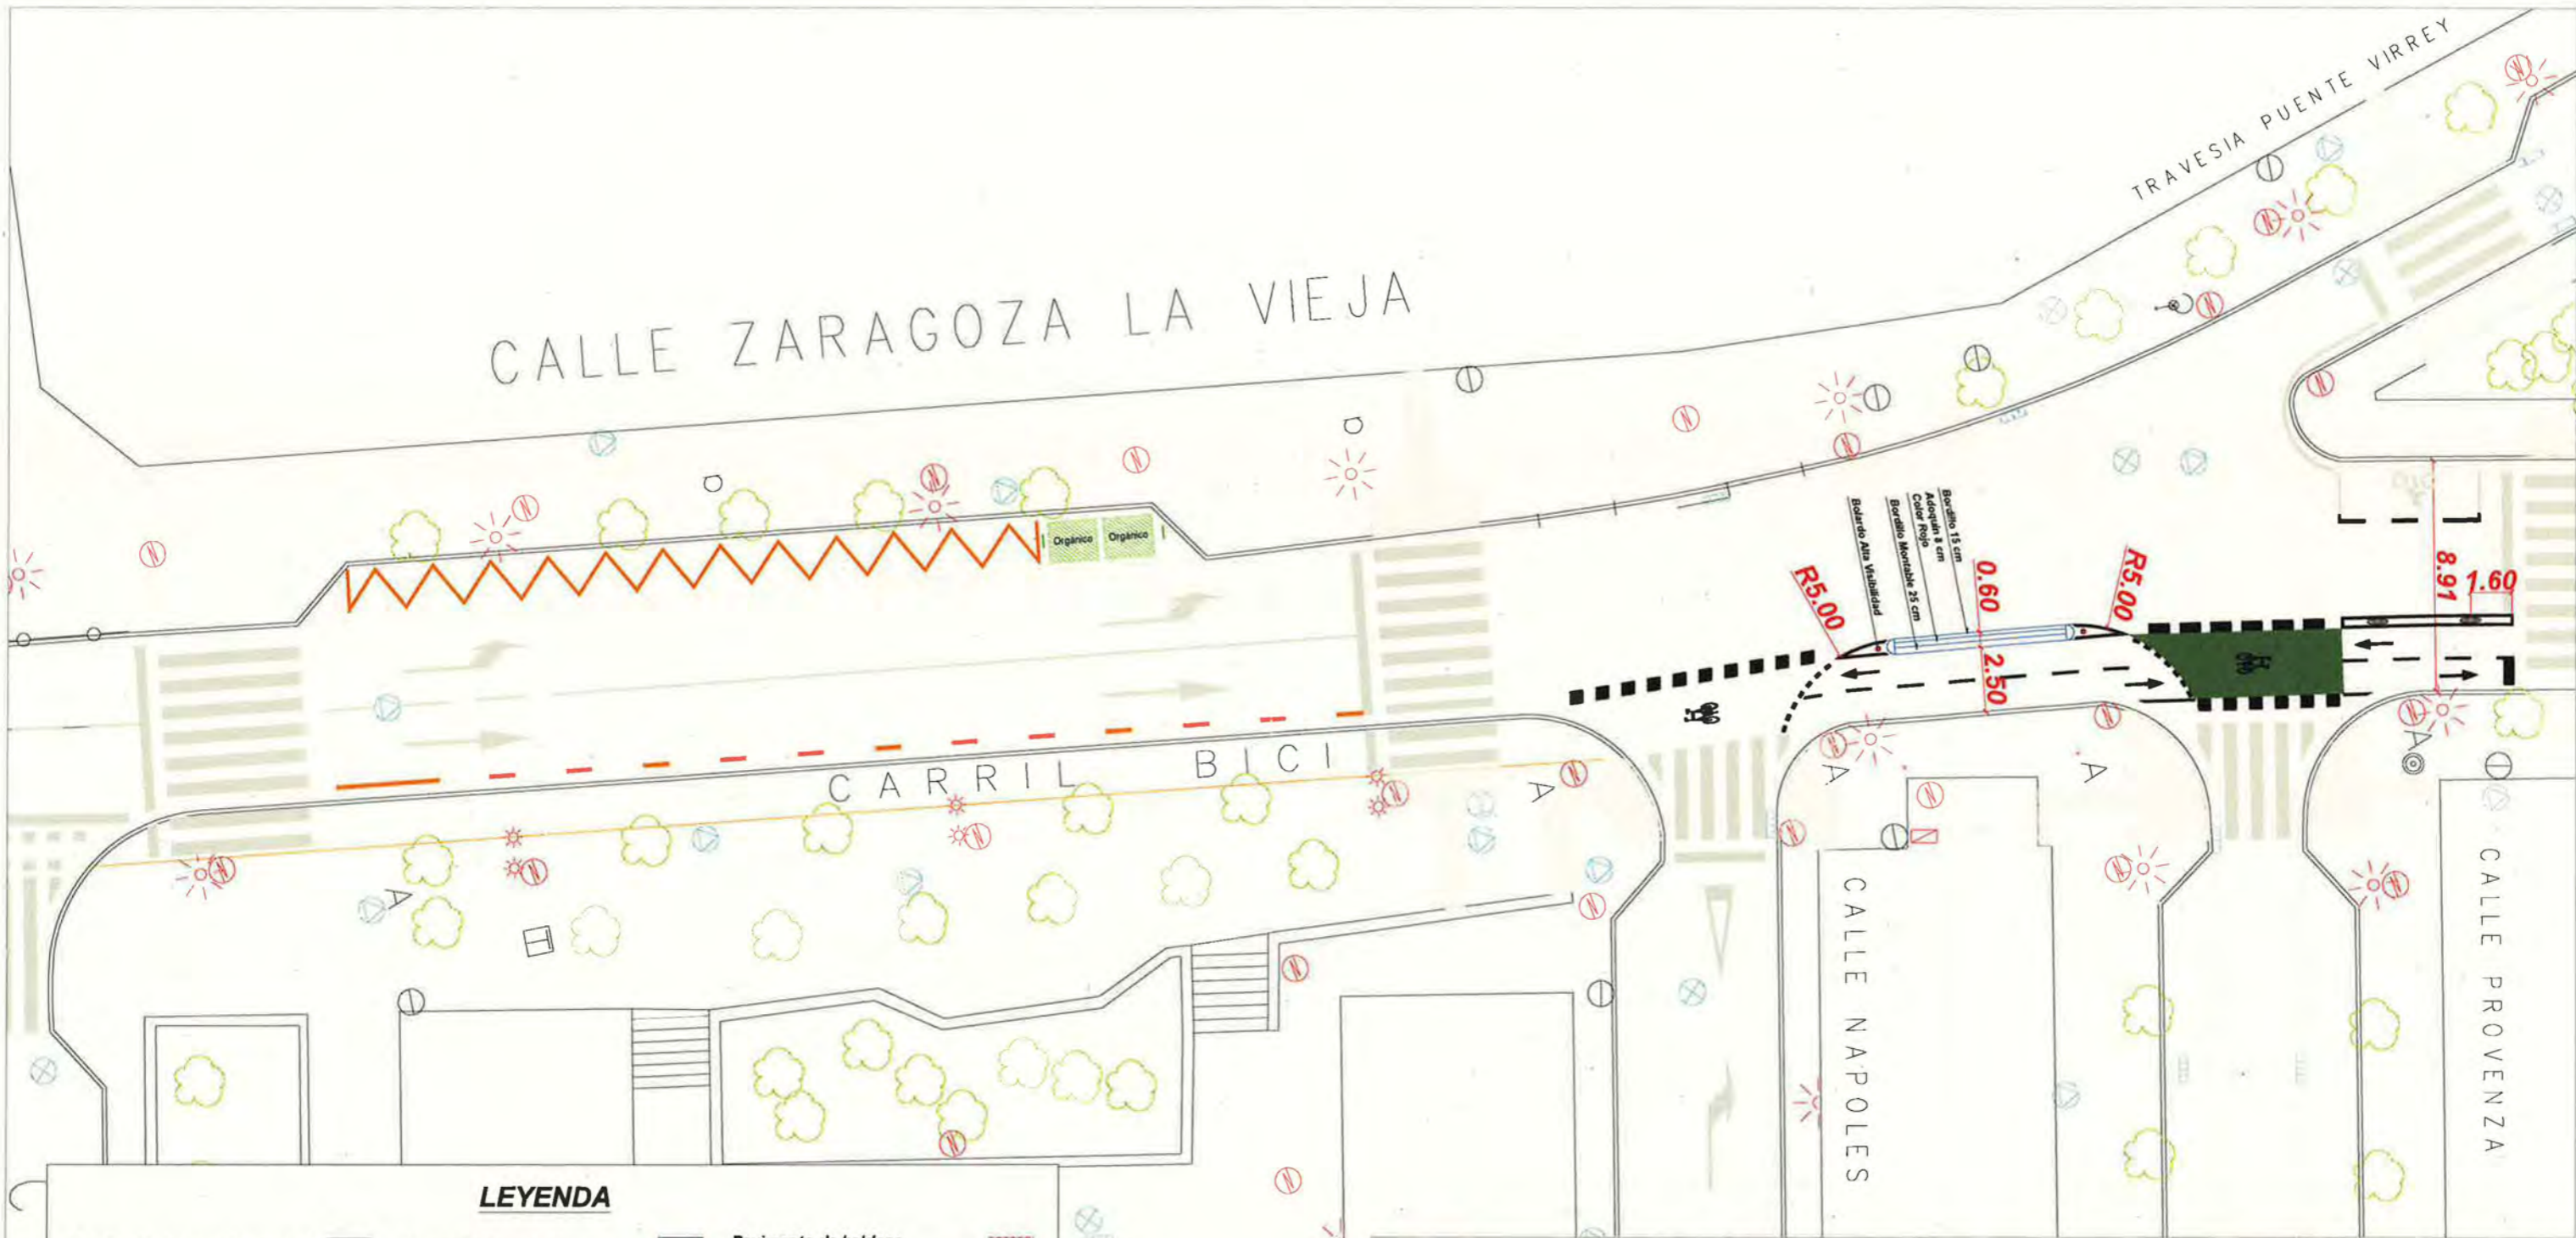 TRAVESIA PUENTE VIRREY
CALLE ZARAGOZA LA VIEJA
D
D
Orgánico
Orgánico
Bordillo 15 cm
Adoquín 8 cm
Color Rojo
Bordillo Montable 25 cm
Bolardo Alta Visibilidad
R5.00
0.60
2.50
R5.00
8.91
1.60
CARRIL BICI
A
A
A
A
A
CALLE NAPOLES
CALLE PROVENZA
LEYENDA